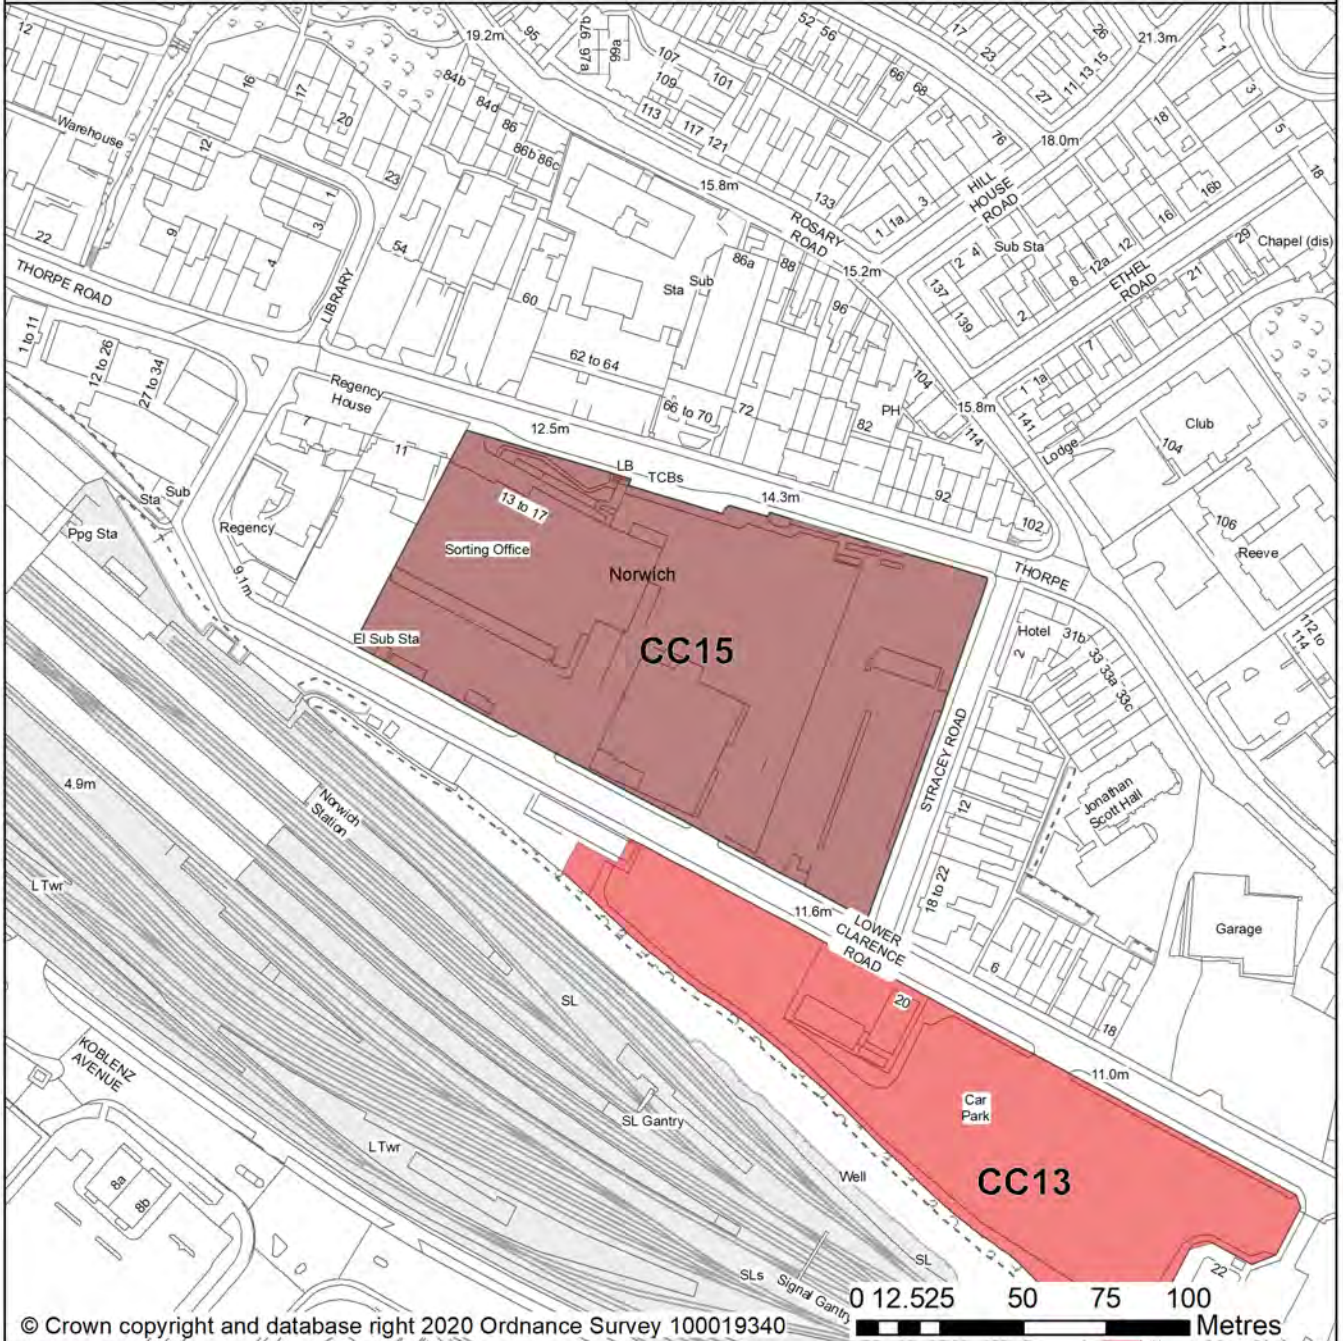 12
19.2m
95
97b
97a
99a
52 56
17
23
26
21.3m
1
107
109
101
66
68
27
11 13 15
3
84b
84d
86
86b 86c
113
117
121
76
18
5
Warehouse
16
17
20
12
23
1
3
9
4
22
18.0m
18
15.8m
133
HILL
HOUSE
ROAD
1 1a 3
ROSARY
ROAD
16b
16
THORPE ROAD
LIBRARY
54
60
Sta
Sub
86a
88
15.2m
2 4
Sub Sta
12
12a
8
29
Chapel (dis)
21
ETHEL
ROAD
137
139
2
96
1 to 11
12 to 26
27 to 34
62 to 64
7
Regency
House
12.5m
66 to 70
72
82
PH
104
114
15.8m
1 1a
141
Lodge
Club
104
7
11
LB
TCBs
14.3m
92
102
13 to 17
Sta
Sub
Regency
Ppg Sta
Sorting Office
Norwich
THORPE
106
Reeve
9.1m
El Sub Sta
CC15
Hotel
2
31b
33
33a
33c
112 to
114
STRACEY ROAD
4.9m
Norwich
Station
12
Jonathan
Scott Hall
L Twr
18 to 22
11.6m
LOWER
CLARENCE
ROAD
Garage
6
18
20
SL
KOBLENZ
AVENUE
11.0m
Car
Park
SL Gantry
L Twr
Well
CC13
8a
8b
SL
SLs
Signal Gantry
22
0 12.525 50 75 100
Metres
© Crown copyright and database right 2020 Ordnance Survey 100019340